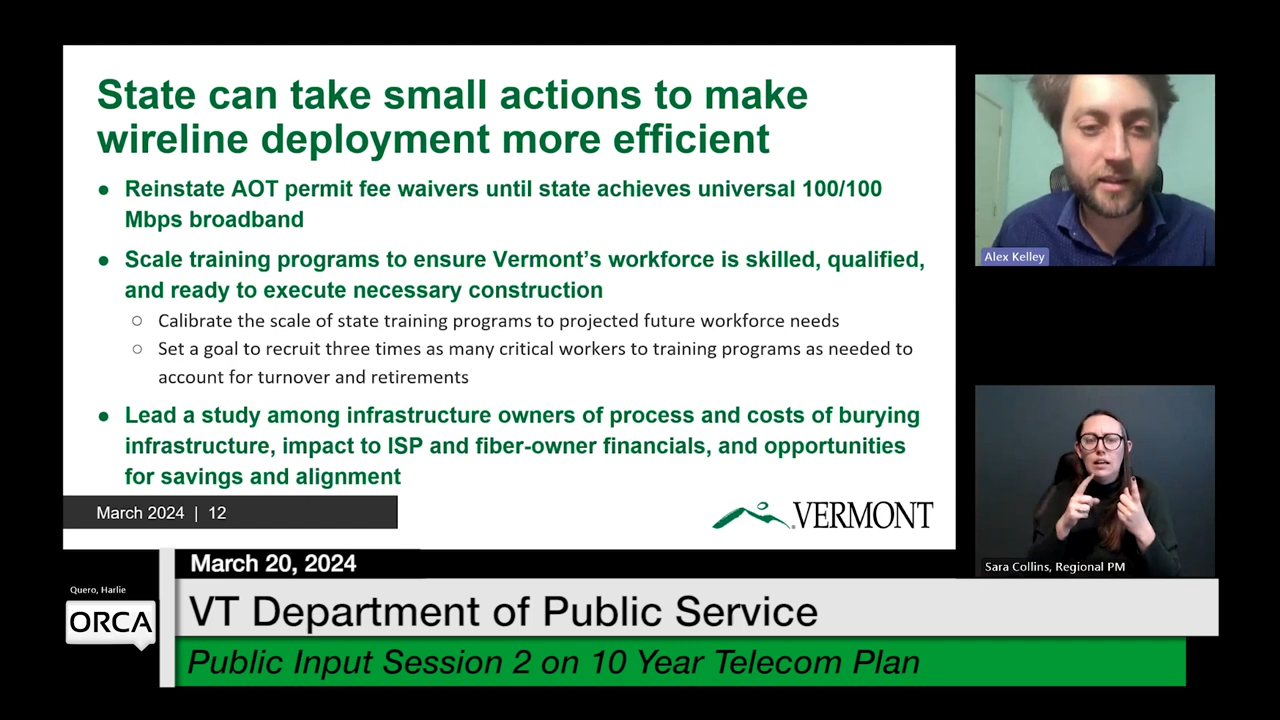 State can take small actions to make
wireline deployment more efficient
● Reinstate AOT permit fee waivers until state achieves universal 100/100
Mbps broadband
● Scale training programs to ensure Vermont's workforce is skilled, qualified,
and ready to execute necessary construction
○ Calibrate the scale of state training programs to projected future workforce needs
○ Set a goal to recruit three times as many critical workers to training programs as needed to
account for turnover and retirements
● Lead a study among infrastructure owners of process and costs of burying
infrastructure, impact to ISP and fiber-owner financials, and opportunities
for savings and alignment
March 2024 | 12
VERMONT
Alex Kelley
Sara Collins, Regional PM
March 20, 2024
Quero, Harlie
ORCA
VT Department of Public Service
Public Input Session 2 on 10 Year Telecom Plan